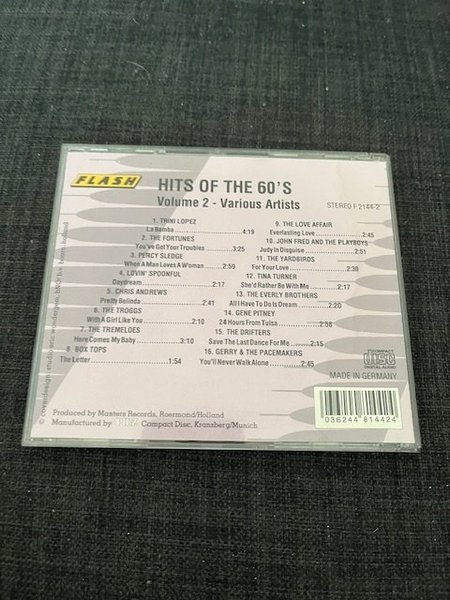 FLASH
HITS OF THE 60'S
Volume 2 - Various Artists
STEREO F 2144-2
1. TRINI LOPEZ
La Bamba 4:19
2. THE FORTUNES
You've Got Your Troubles 3:25
3. PERCY SLEDGE
When A Man Loves A Woman 2:59
4. LOVIN' SPOONFUL
Daydream 2:17
5. CHRIS ANDREWS
Pretty Belinda 2:41
6. THE TROGGS
With A Girl Like You 2:10
7. THE TREMELOES
Here Comes My Baby 3:10
8. BOX TOPS
The Letter 1:54
9. THE LOVE AFFAIR
Everlasting Love 2:45
10. JOHN FRED AND THE PLAYBOYS
Judy in Disguise 2:51
11. THE YARDBIRDS
For Your Love 2:30
12. TINA TURNER
She'd Rather Be With Me 2:17
13. THE EVERLY BROTHERS
All I Have To Do Is Dream 2:20
14. GENE PITNEY
24 Hours From Tulsa 2:58
15. THE DRIFTERS
Save The Last Dance For Me 2:34
16. GERRY & THE PACEMAKERS
You'll Never Walk Alone 2:45
COMPACT
disc
DIGITAL AUDIO
MADE IN GERMANY
036244 814424
Produced by Masters Records, Roermond/Holland
Manufactured by Compact Disc, Kranzberg/Munich